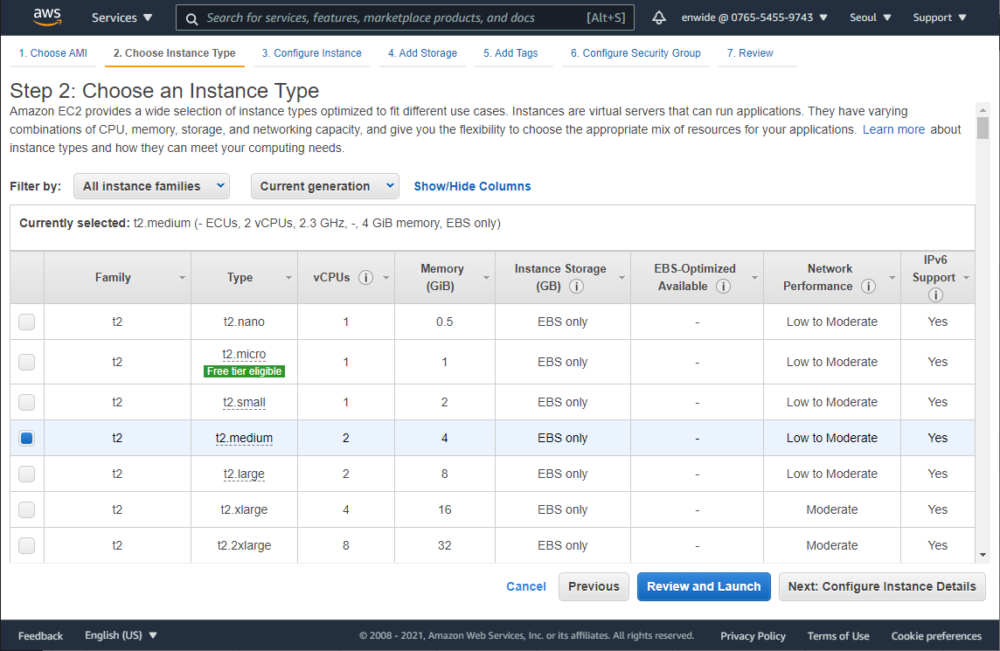 aws Services Search for services, features, marketplace products, and docs [Alt+S] enwide @ 0765-5455-9743 Seoul Support
1. Choose AMI 2. Choose Instance Type 3. Configure Instance 4. Add Storage 5. Add Tags 6. Configure Security Group 7. Review
Step 2: Choose an Instance Type
Amazon EC2 provides a wide selection of instance types optimized to fit different use cases. Instances are virtual servers that can run applications. They have varying
combinations of CPU, memory, storage, and networking capacity, and give you the flexibility to choose the appropriate mix of resources for your applications. Learn more about
instance types and how they can meet your computing needs.
Filter by: All instance families Current generation Show/Hide Columns
Currently selected: t2.medium (- ECUs, 2 vCPUs, 2.3 GHz, -, 4 GiB memory, EBS only)
Family Type vCPUs i Memory (GiB) Instance Storage (GB) i EBS-Optimized Available i Network Performance i IPv6 Support i
t2 t2.nano 1 0.5 EBS only - Low to Moderate Yes
t2 t2.micro 1 1 EBS only - Low to Moderate Yes
Free tier eligible
t2 t2.small 1 2 EBS only - Low to Moderate Yes
t2 t2.medium 2 4 EBS only - Low to Moderate Yes
t2 t2.large 2 8 EBS only - Low to Moderate Yes
t2 t2.xlarge 4 16 EBS only - Moderate Yes
t2 t2.2xlarge 8 32 EBS only - Moderate Yes
Cancel Previous Review and Launch Next: Configure Instance Details
Feedback English (US) © 2008 - 2021, Amazon Web Services, Inc. or its affiliates. All rights reserved. Privacy Policy Terms of Use Cookie preferences